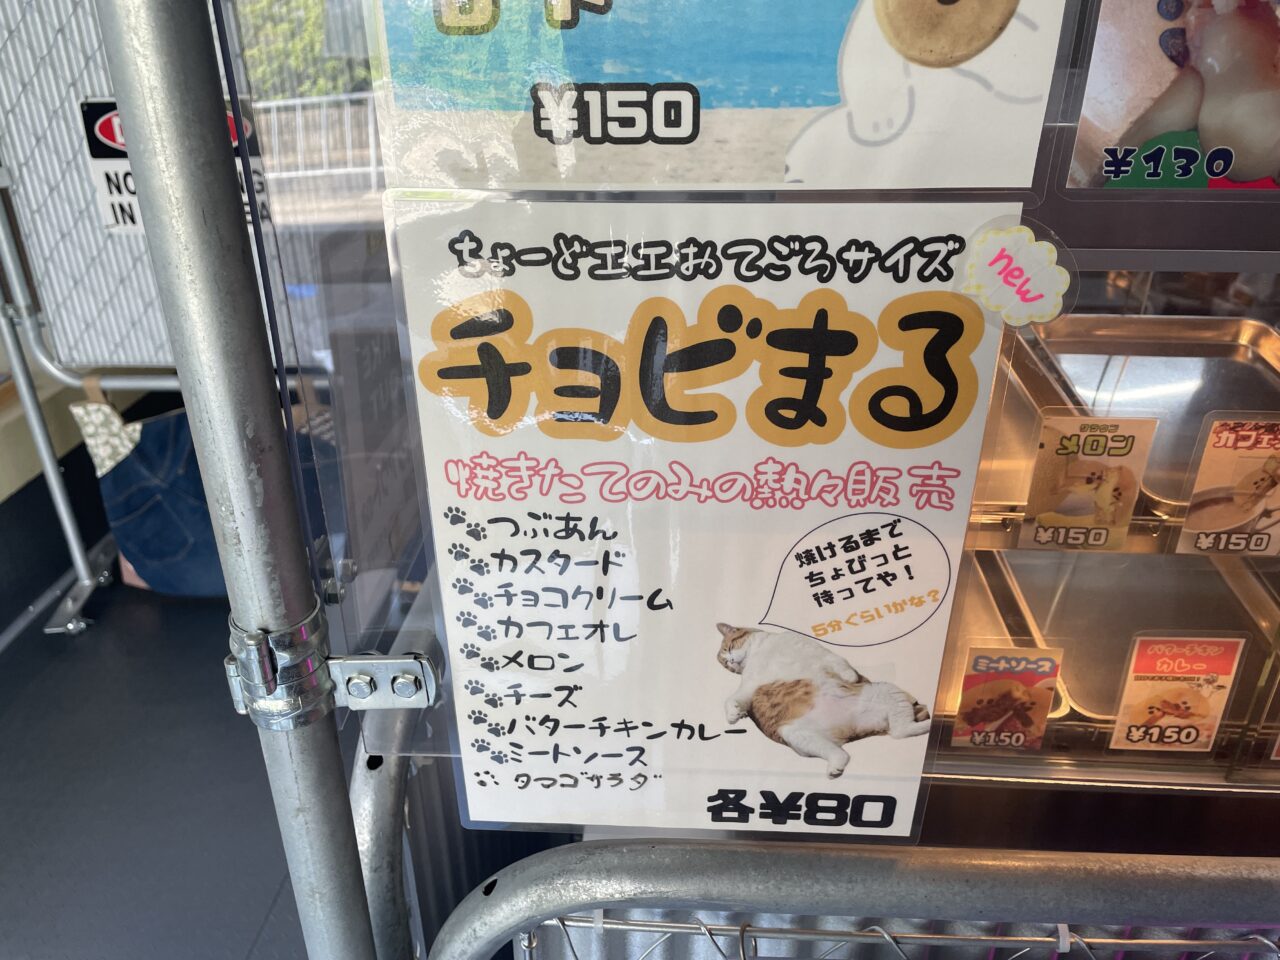 ¥150
¥130
NO
IN
ちょーどエエおてごろサイズ
new
チョビまる
焼きたてのみの熱々販売
つぶあん
カスタード
チョコクリーム
カフェオレ
メロン
チーズ
バターチキンカレー
ミートソース
タマゴサラダ
焼けるまで
ちょびっと
待ってや!
5分ぐらいかな?
各¥80
メロン
¥150
¥150
ミートソース
¥150
バターチキン
カレー
¥150